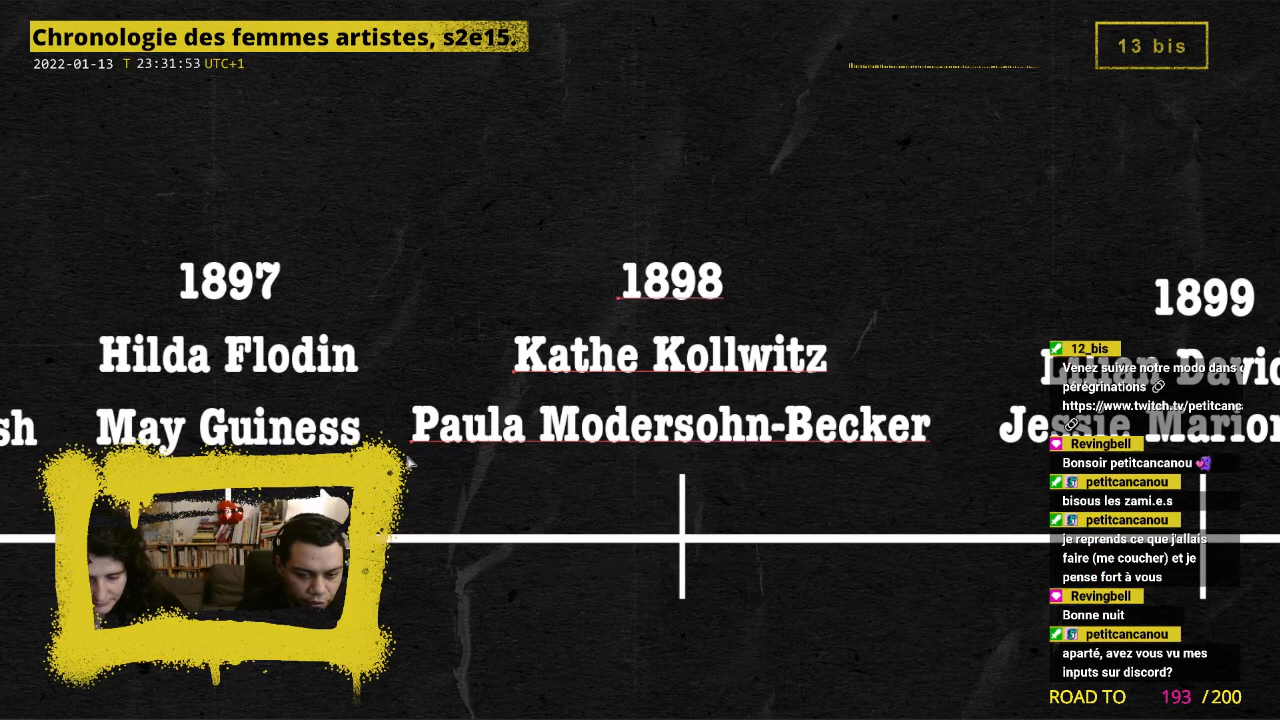 Chronologie des femmes artistes, s2e15.
2022-01-13 T 23:31:53 UTC+1
13 bis
1897
Hilda Flodin
May Guiness
sh
1898
Kathe Kollwitz
Paula Modersohn-Becker
1899
Lilian David
Jessie Marion
12_bis
Venez suivre notre modo dans
pérégrinations
https://www.twitch.tv/petitcanc
Revingbell
Bonsoir petitcancanou
petitcancanou
bisous les zami.e.s
petitcancanou
je reprends ce que j'allais
faire (me coucher) et je
pense fort à vous
Revingbell
Bonne nuit
petitcancanou
aparté, avez vous vu mes
inputs sur discord?
ROAD TO 193 / 200